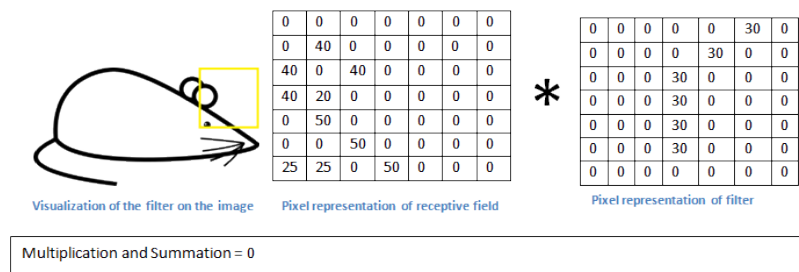 0 0 0 0 0 0 0
0 40 0 0 0 0 0
40 0 40 0 0 0 0
40 20 0 0 0 0 0
0 50 0 0 0 0 0
0 0 50 0 0 0 0
25 25 0 50 0 0 0
*
0 0 0 0 0 30 0
0 0 0 0 30 0 0
0 0 0 30 0 0 0
0 0 0 30 0 0 0
0 0 0 30 0 0 0
0 0 0 30 0 0 0
0 0 0 0 0 0 0
Visualization of the filter on the image
Pixel representation of receptive field
Pixel representation of filter
Multiplication and Summation = 0